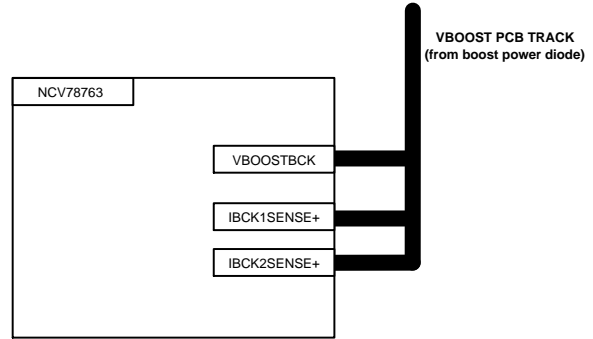 VBOOST PCB TRACK
(from boost power diode)
NCV78763
VBOOSTBCK
IBCK1SENSE+
IBCK2SENSE+